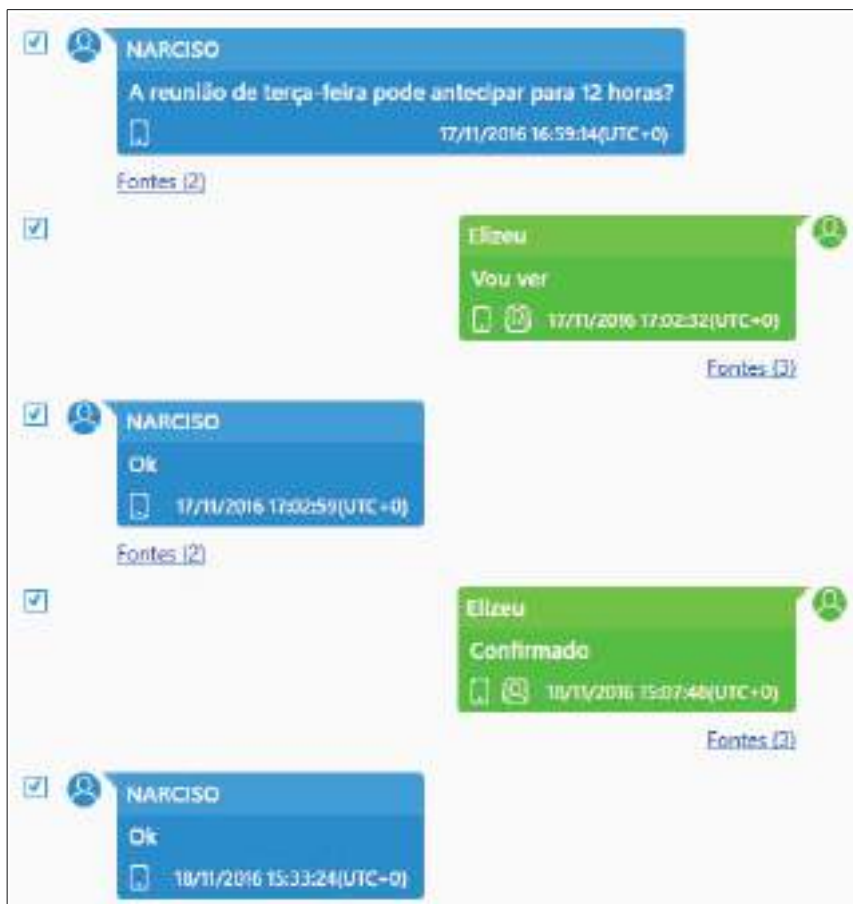 NARCISO
A reunião de terça-feira pode antecipar para 12 horas?
17/11/2016 16:59:14(UTC+0)
Fontes (2)
Elizeu
Vou ver
17/11/2016 17:02:32(UTC+0)
Fontes (3)
NARCISO
Ok
17/11/2016 17:02:59(UTC+0)
Fontes (2)
Elizeu
Confirmado
18/11/2016 15:07:46(UTC+0)
Fontes (3)
NARCISO
Ok
18/11/2016 15:33:24(UTC+0)